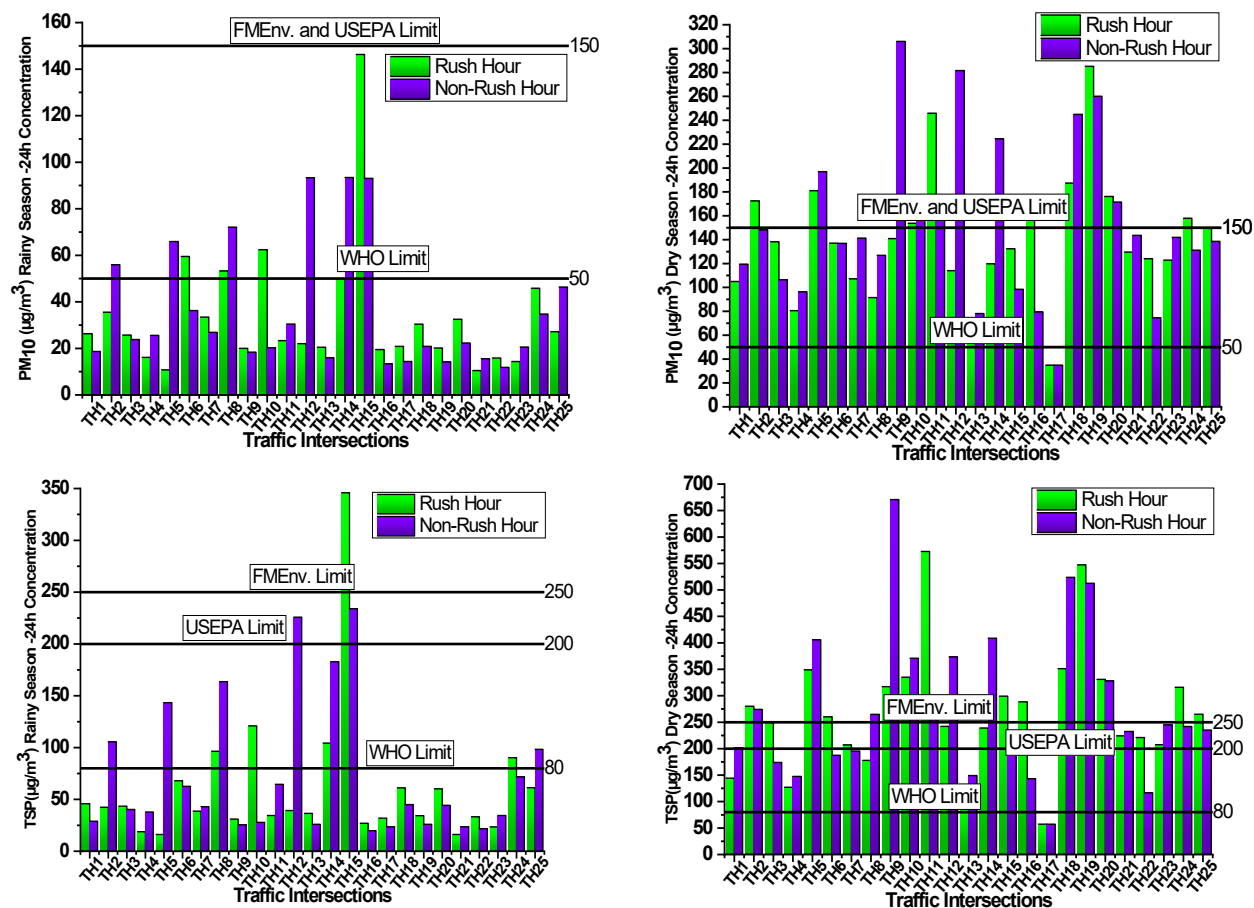 PM10 (µg/m3) Rainy Season -24h Concentration
160
140
120
100
80
60
40
20
0
FMEnv. and USEPA Limit
150
Rush Hour
Non-Rush Hour
WHO Limit
50
TH1 TH2 TH3 TH4 TH5 TH6 TH7 TH8 TH9 TH10 TH11 TH12 TH13 TH14 TH15 TH16 TH17 TH18 TH19 TH20 TH21 TH22 TH23 TH24 TH25
Traffic Intersections
PM10 (µg/m3) Dry Season -24h Concentration
320
300
280
260
240
220
200
180
160
140
120
100
80
60
40
20
0
Rush Hour
Non-Rush Hour
FMEnv. and USEPA Limit
150
WHO Limit
50
TH1 TH2 TH3 TH4 TH5 TH6 TH7 TH8 TH9 TH10 TH11 TH12 TH13 TH14 TH15 TH16 TH17 TH18 TH19 TH20 TH21 TH22 TH23 TH24 TH25
Traffic Intersections
TSP(µg/m3) Rainy Season -24h Concentration
350
300
250
200
150
100
50
0
Rush Hour
Non-Rush Hour
FMEnv. Limit
250
USEPA Limit
200
WHO Limit
80
TH1 TH2 TH3 TH4 TH5 TH6 TH7 TH8 TH9 TH10 TH11 TH12 TH13 TH14 TH15 TH16 TH17 TH18 TH19 TH20 TH21 TH22 TH23 TH24 TH25
Traffic Intersections
TSP(µg/m3) Dry Season -24h Concentration
700
650
600
550
500
450
400
350
300
250
200
150
100
50
0
Rush Hour
Non-Rush Hour
FMEnv. Limit
250
USEPA Limit
200
WHO Limit
80
TH1 TH2 TH3 TH4 TH5 TH6 TH7 TH8 TH9 TH10 TH11 TH12 TH13 TH14 TH15 TH16 TH17 TH18 TH19 TH20 TH21 TH22 TH23 TH24 TH25
Traffic Intersections